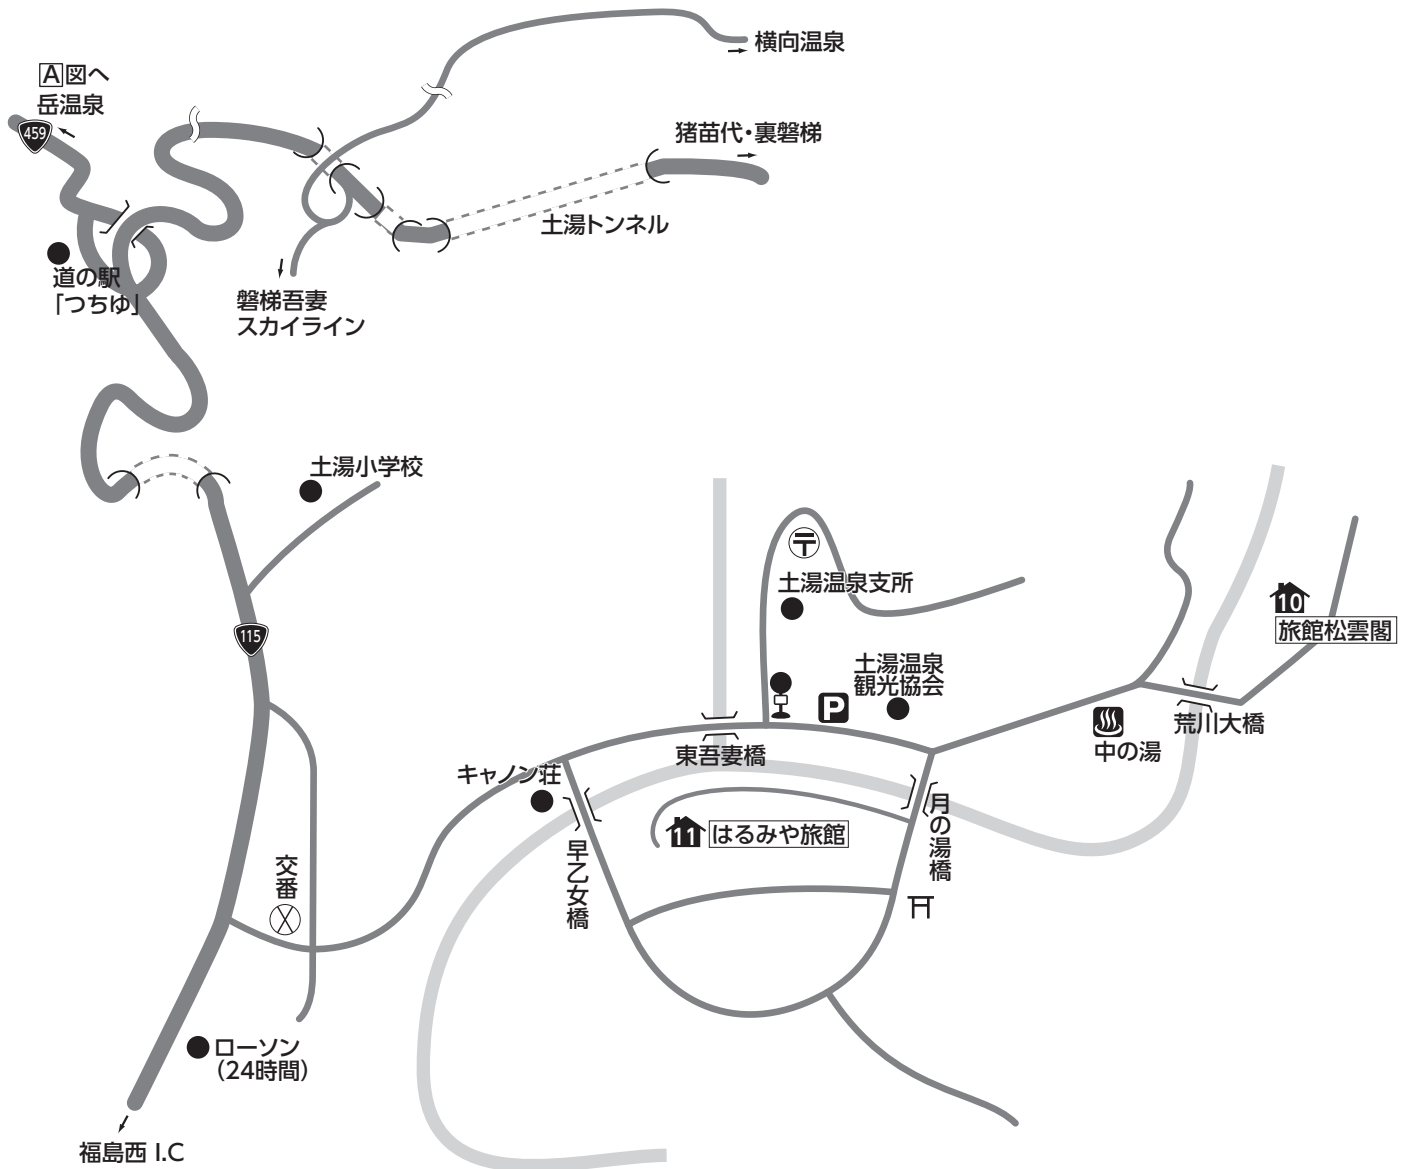 横向温泉
A図へ
岳温泉
459
猪苗代・裏磐梯
土湯トンネル
道の駅
「つちゆ」
磐梯吾妻
スカイライン
土湯小学校
115
〒
土湯温泉支所
10
旅館松雲閣
土湯温泉
観光協会
P
荒川大橋
中の湯
東吾妻橋
キャノン荘
月の湯橋
11
はるみや旅館
早乙女橋
交番
ローソン
(24時間)
福島西 I.C